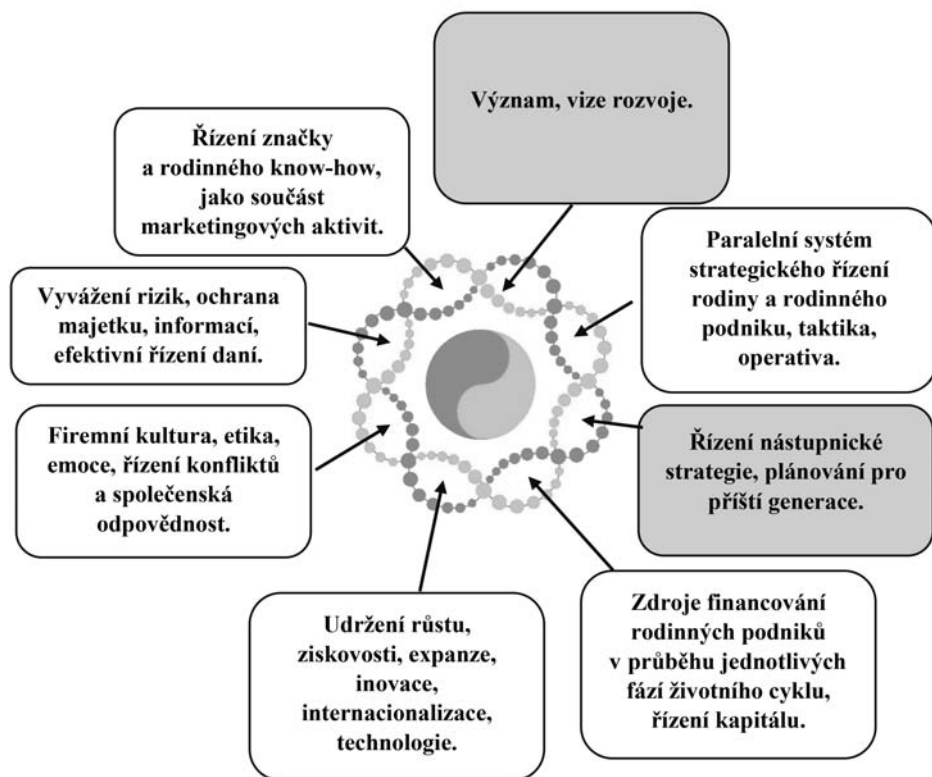 Význam, vize rozvoje.
Řízení značky
a rodinného know-how,
jako součást
marketingových aktivit.
Paralelní systém
strategického řízení
rodiny a rodinného
podniku, taktika,
operativa.
Vyvážení rizik, ochrana
majetku, informací,
efektivní řízení daní.
Řízení nástupnické
strategie, plánování pro
příští generace.
Firemní kultura, etika,
emoce, řízení konfliktů
a společenská
odpovědnost.
Zdroje financování
rodinných podniků
v průběhu jednotlivých
fází životního cyklu,
řízení kapitálu.
Udržení růstu,
ziskovosti, expanze,
inovace,
internacionalizace,
technologie.